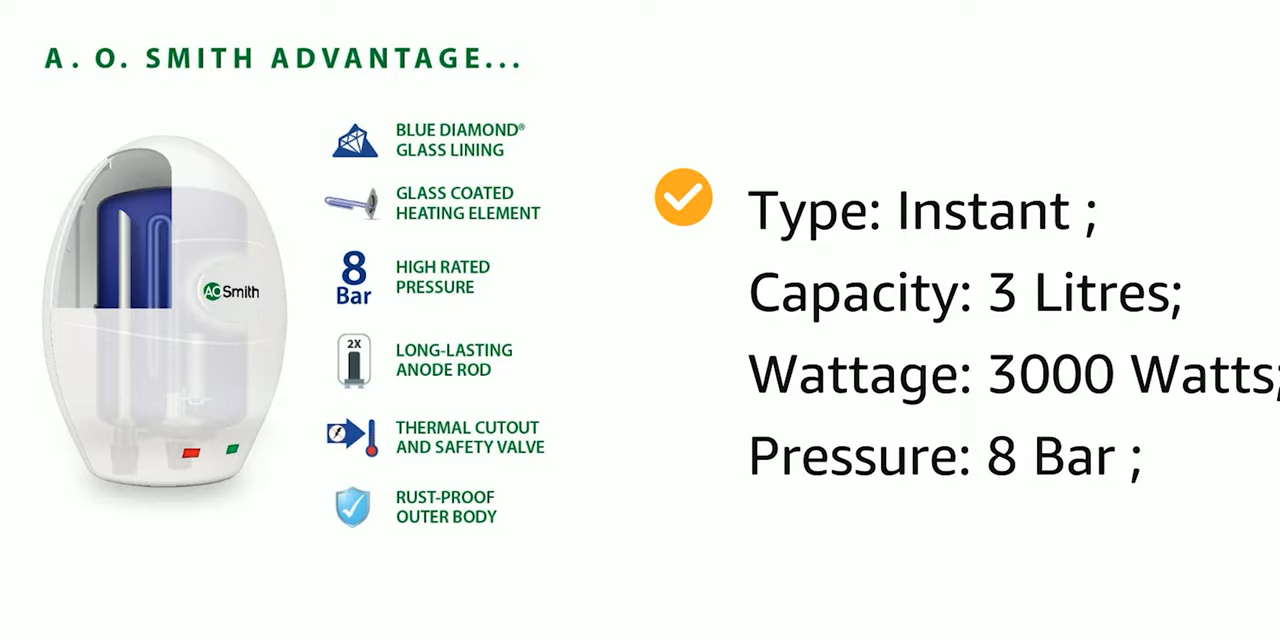 A. O. SMITH ADVANTAGE...
BLUE DIAMOND®
GLASS LINING
GLASS COATED
HEATING ELEMENT
8
Bar
HIGH RATED
PRESSURE
2X
LONG-LASTING
ANODE ROD
THERMAL CUTOUT
AND SAFETY VALVE
RUST-PROOF
OUTER BODY
AO Smith
Type: Instant ;
Capacity: 3 Litres;
Wattage: 3000 Watts;
Pressure: 8 Bar ;